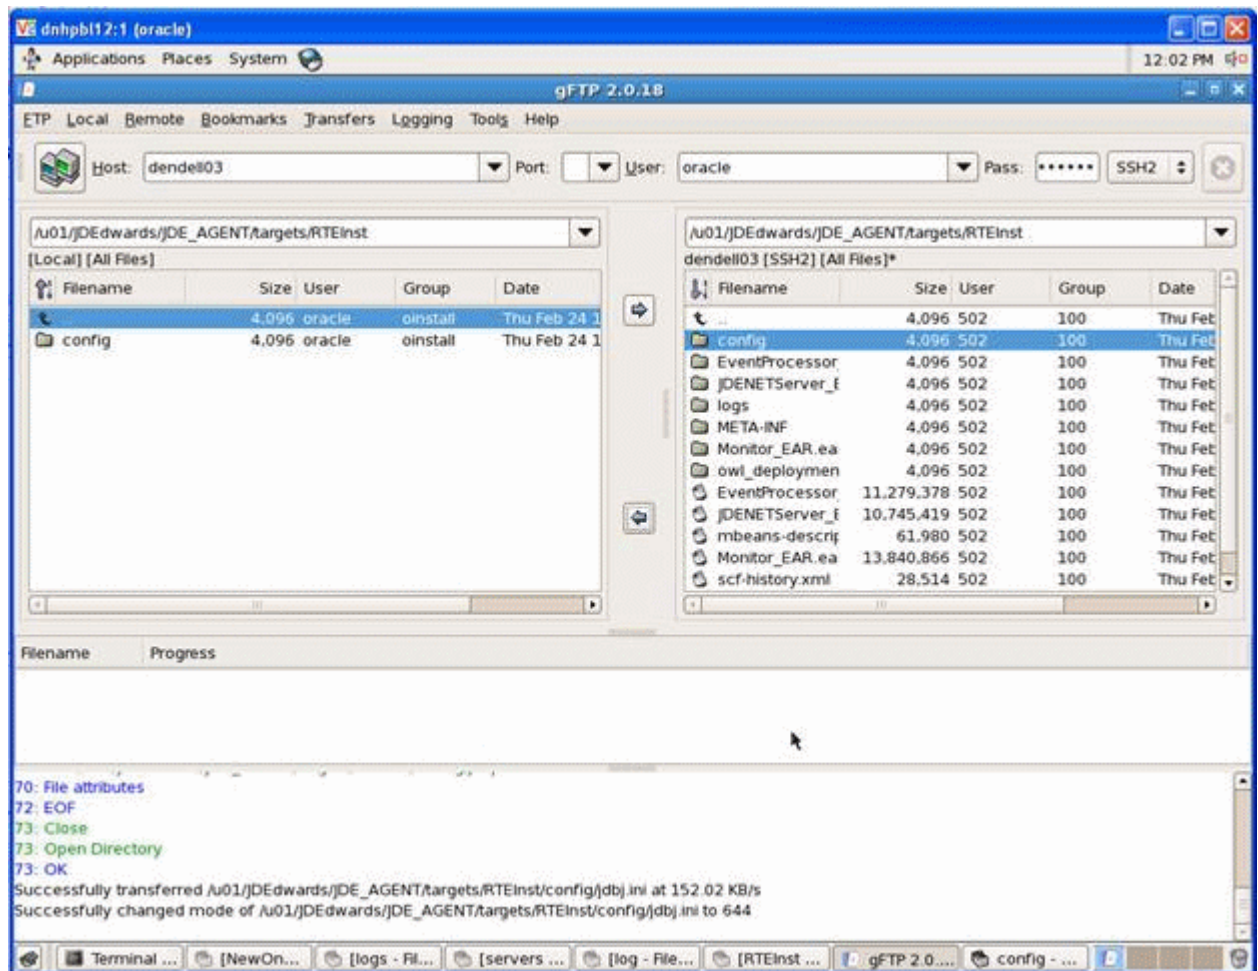 dnhpbl12:1 (oracle)
Applications Places System 12:02 PM
gFTP 2.0.18
FTP Local Remote Bookmarks Transfers Logging Tools Help
Host: dendell03 Port: User: oracle Pass: •••••• SSH2
/u01/JDEdwards/JDE_AGENT/targets/RTEInst
[Local] [All Files]
Filename Size User Group Date
.. 4,096 oracle oinstall Thu Feb 24 1
config 4,096 oracle oinstall Thu Feb 24 1
/u01/JDEdwards/JDE_AGENT/targets/RTEInst
dendell03 [SSH2] [All Files]*
Filename Size User Group Date
.. 4,096 502 100 Thu Feb
config 4,096 502 100 Thu Feb
EventProcessor 4,096 502 100 Thu Feb
JDENETServer_E 4,096 502 100 Thu Feb
logs 4,096 502 100 Thu Feb
META-INF 4,096 502 100 Thu Feb
Monitor_EAR.ea 4,096 502 100 Thu Feb
owl_deploymen 4,096 502 100 Thu Feb
EventProcessor 11,279,378 502 100 Thu Feb
JDENETServer_E 10,745,419 502 100 Thu Feb
mbeans-descrip 61,980 502 100 Thu Feb
Monitor_EAR.ea 13,840,866 502 100 Thu Feb
scf-history.xml 28,514 502 100 Thu Feb
Filename Progress
70: File attributes
72: EOF
73: Close
73: Open Directory
73: OK
Successfully transferred /u01/JDEdwards/JDE_AGENT/targets/RTEInst/config/jdbj.ini at 152.02 KB/s
Successfully changed mode of /u01/JDEdwards/JDE_AGENT/targets/RTEInst/config/jdbj.ini to 644
Terminal ... [NewOn... [logs - Fil... [servers ... [log - File... [RTEInst ... gFTP 2.0.... config - ...